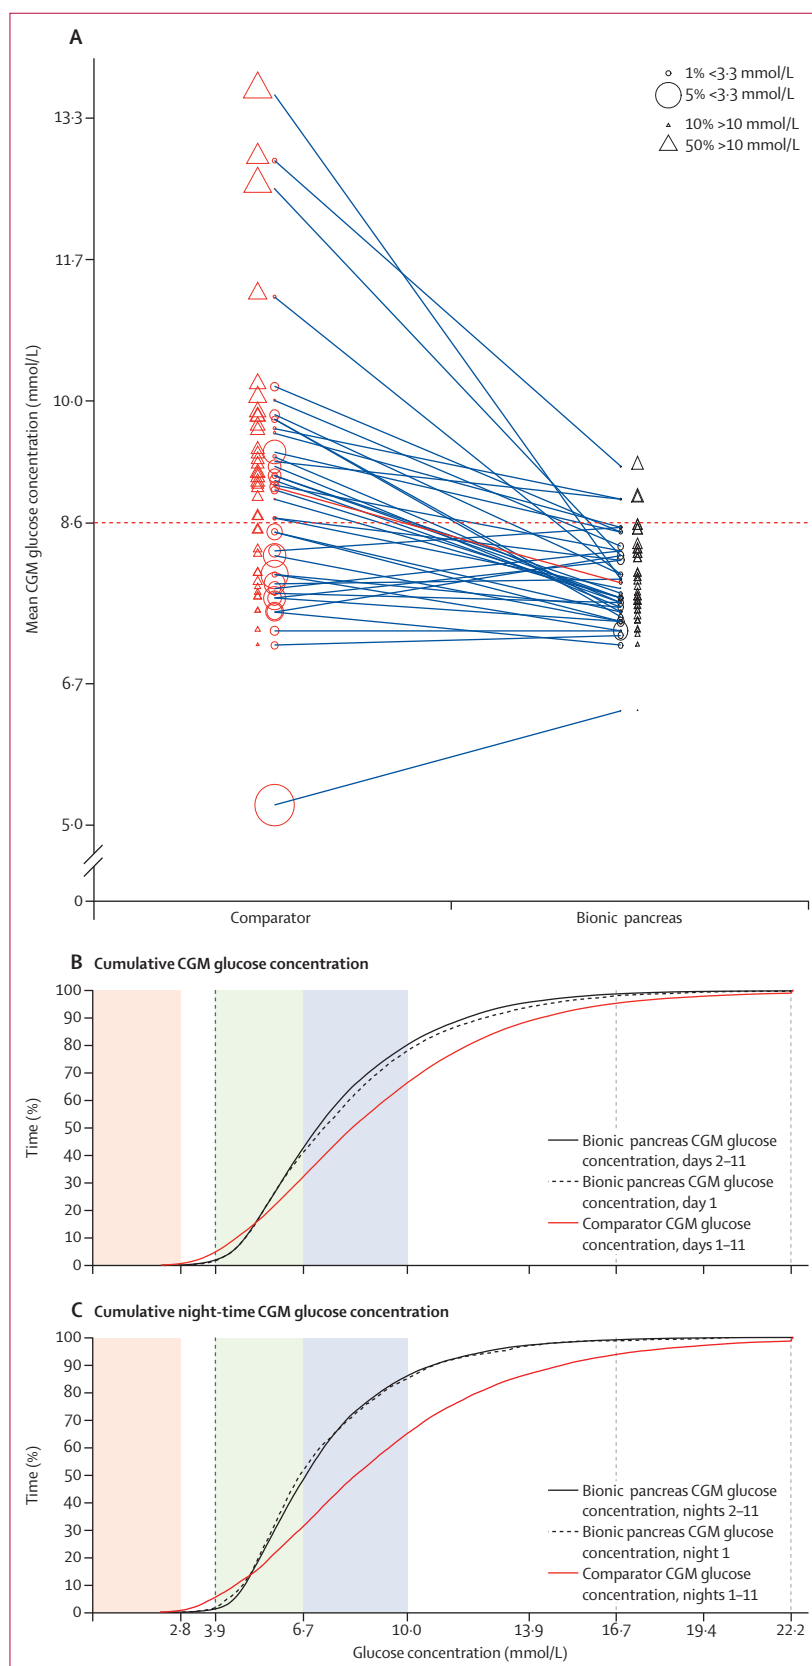 A
1% <3·3 mmol/L
5% <3·3 mmol/L
10% >10 mmol/L
50% >10 mmol/L
Mean CGM glucose concentration (mmol/L)
13·3
11·7
10·0
8·6
6·7
5·0
0
Comparator
Bionic pancreas
B Cumulative CGM glucose concentration
Time (%)
100
90
80
70
60
50
40
30
20
10
0
Bionic pancreas CGM glucose
concentration, days 2–11
Bionic pancreas CGM glucose
concentration, day 1
Comparator CGM glucose
concentration, days 1–11
C Cumulative night-time CGM glucose concentration
Time (%)
100
90
80
70
60
50
40
30
20
10
0
Bionic pancreas CGM glucose
concentration, nights 2–11
Bionic pancreas CGM glucose
concentration, night 1
Comparator CGM glucose
concentration, nights 1–11
2·8
3·9
6·7
10·0
13·9
16·7
19·4
22·2
Glucose concentration (mmol/L)